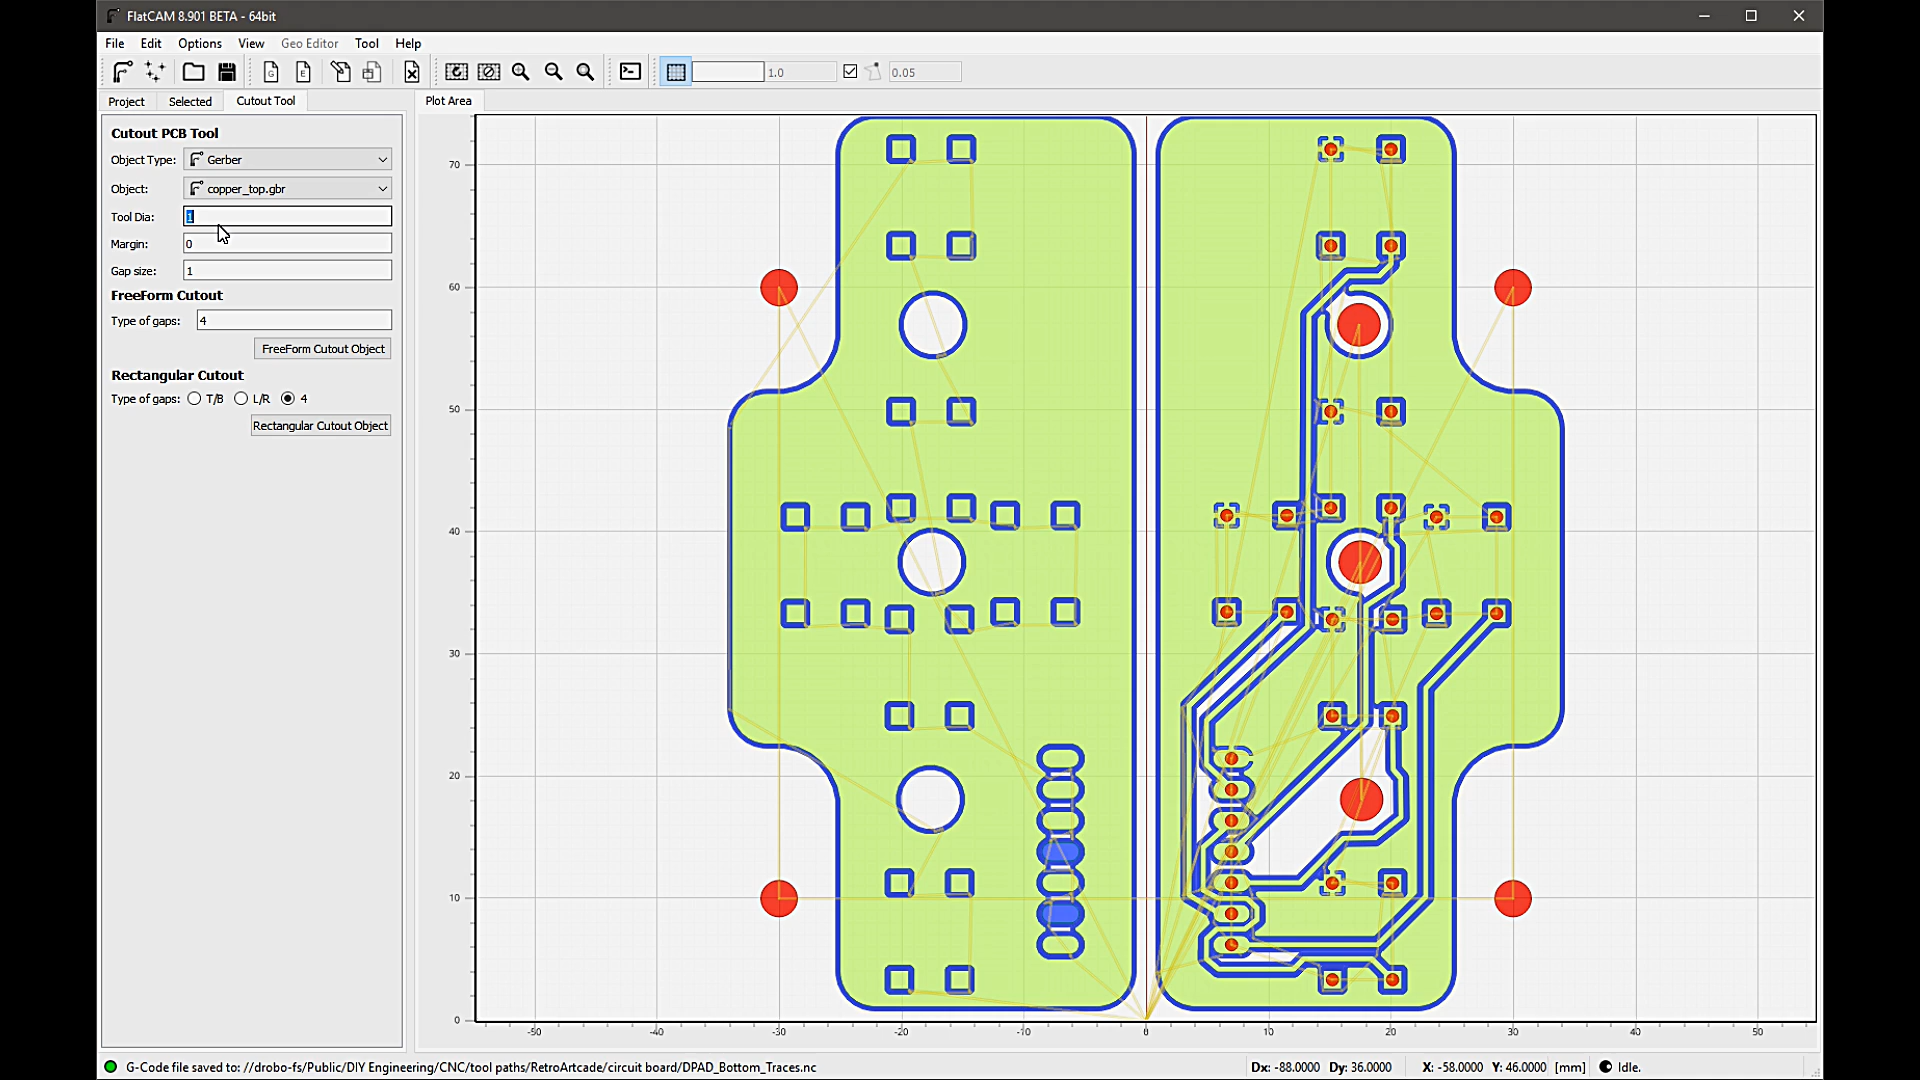 FlatCAM 8.901 BETA - 64bit
File Edit Options View Geo Editor Tool Help
1.0 0.05
Project Selected Cutout Tool Plot Area
Cutout PCB Tool
Object Type: Gerber
Object: copper_top.gbr
Tool Dia: 1
Margin: 0
Gap size: 1
FreeForm Cutout
Type of gaps: 4
FreeForm Cutout Object
Rectangular Cutout
Type of gaps: T/B L/R 4
Rectangular Cutout Object
70
60
50
40
30
20
10
0
-50 -40 -30 -20 -10 0 10 20 30 40 50
G-Code file saved to: //drobo-fs/Public/DIY Engineering/CNC/tool paths/RetroArtcade/circuit board/DPAD_Bottom_Traces.nc Dx: -88.0000 Dy: 36.0000 X: -58.0000 Y: 46.0000 [mm] Idle.